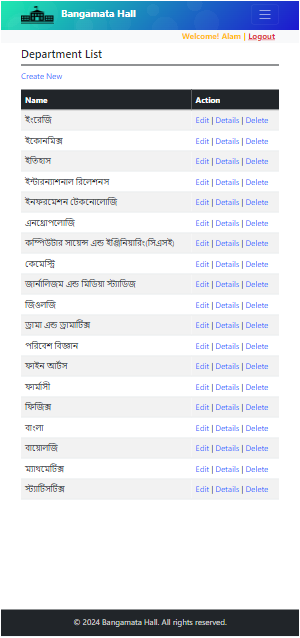 Bangamata Hall
Welcome! Alam | Logout
Department List
Create New
Name Action
ইংরেজি Edit | Details | Delete
ইকোনমিক্স Edit | Details | Delete
ইতিহাস Edit | Details | Delete
ইন্টারন্যাশনাল রিলেশনস Edit | Details | Delete
ইনফরমেশন টেকনোলোজি Edit | Details | Delete
এনথ্রোপলোজি Edit | Details | Delete
কম্পিউটার সায়েন্স এন্ড ইঞ্জিনিয়ারিং(সিএসই) Edit | Details | Delete
কেমেস্ট্রি Edit | Details | Delete
জার্নালিজম এন্ড মিডিয়া স্ট্যাডিজ Edit | Details | Delete
জিওলজি Edit | Details | Delete
ড্রামা এন্ড ড্রামাটিক্স Edit | Details | Delete
পরিবেশ বিজ্ঞান Edit | Details | Delete
ফাইন আর্টস Edit | Details | Delete
ফার্মাসী Edit | Details | Delete
ফিজিক্স Edit | Details | Delete
বাংলা Edit | Details | Delete
বায়োলজি Edit | Details | Delete
ম্যাথমেটিক্স Edit | Details | Delete
স্ট্যাটিসটিক্স Edit | Details | Delete
© 2024 Bangamata Hall. All rights reserved.